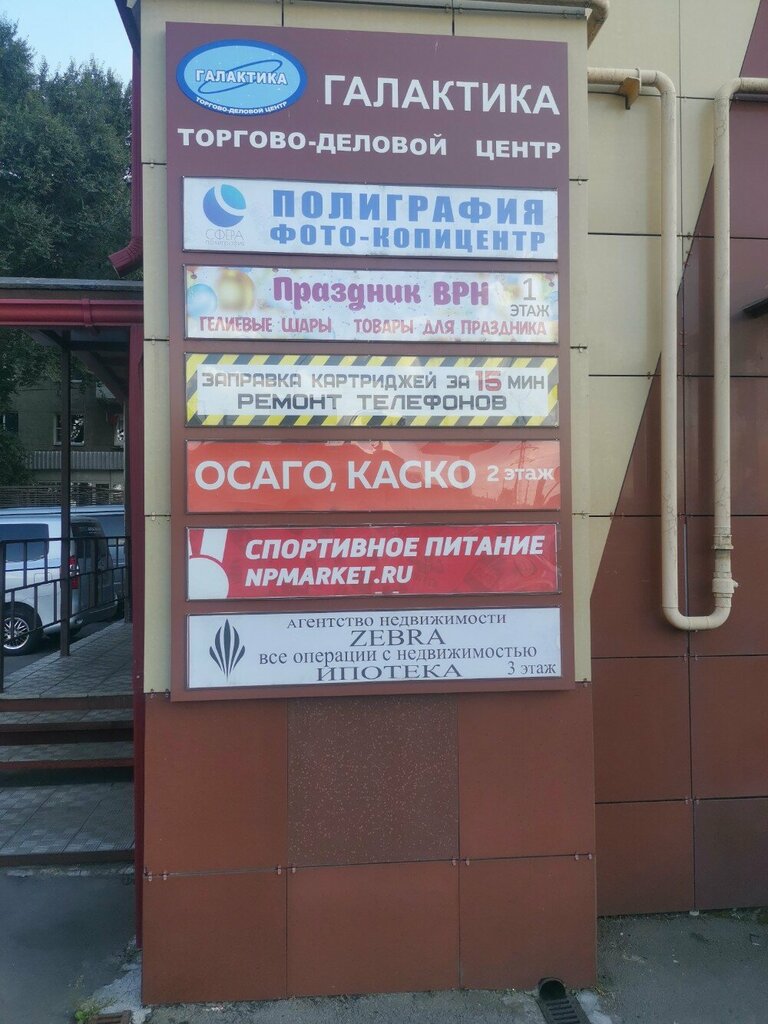 ГАЛАКТИКА
ТОРГОВО-ДЕЛОВОЙ ЦЕНТР
ГАЛАКТИКА
ТОРГОВО-ДЕЛОВОЙ ЦЕНТР
СФЕРА
ПОЛИГРАФИЯ
ПОЛИГРАФИЯ
ФОТО-КОПИЦЕНТР
Праздник ВРН
1
ЭТАЖ
ГЕЛИЕВЫЕ ШАРЫ ТОВАРЫ ДЛЯ ПРАЗДНИКА
ЗАПРАВКА КАРТРИДЖЕЙ ЗА 15 МИН
РЕМОНТ ТЕЛЕФОНОВ
ОСАГО, КАСКО 2 этаж
СПОРТИВНОЕ ПИТАНИЕ
NPMARKET.RU
агентство недвижимости
ZEBRA
все операции с недвижимостью
ИПОТЕКА 3 этаж